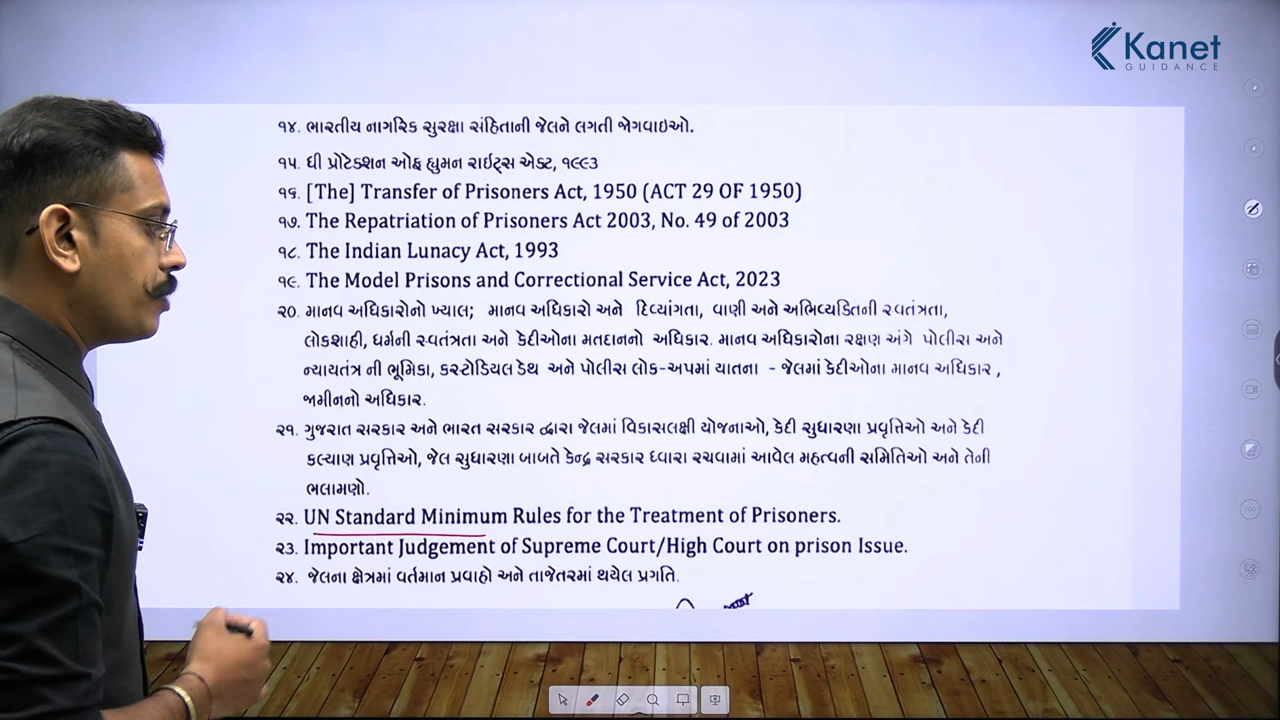 Kanet
GUIDANCE
૧૪. ભારતીય નાગરિક સુરક્ષા સંહિતાની જેલને લગતી જોગવાઇઓ.
૧૫. ધી પ્રોટેક્શન ઓફ હ્યુમન રાઈટ્સ એક્ટ, ૧૯૯૩
૧૬. [The] Transfer of Prisoners Act, 1950 (ACT 29 OF 1950)
૧૭. The Repatriation of Prisoners Act 2003, No. 49 of 2003
૧૮. The Indian Lunacy Act, 1993
૧૯. The Model Prisons and Correctional Service Act, 2023
૨૦. માનવ અધિકારોનો ખ્યાલ; માનવ અધિકારો અને દિવ્યાંગતા, વાણી અને અભિવ્યક્તિની સ્વતંત્રતા,
લોકશાહી, ધર્મની સ્વતંત્રતા અને કેદીઓના મતદાનનો અધિકાર. માનવ અધિકારોના રક્ષણ અંગે પોલીસ અને
ન્યાયતંત્ર ની ભૂમિકા, કસ્ટોડિયલ ડેથ અને પોલીસ લોક-અપમાં યાતના - જેલમાં કેદીઓના માનવ અધિકાર ,
જામીનનો અધિકાર.
૨૧. ગુજરાત સરકાર અને ભારત સરકાર દ્વારા જેલમાં વિકાસલક્ષી યોજનાઓ, કેદી સુધારણા પ્રવૃત્તિઓ અને કેદી
કલ્યાણ પ્રવૃત્તિઓ, જેલ સુધારણા બાબતે કેન્દ્ર સરકાર ધ્વારા રચવામાં આવેલ મહત્વની સમિતિઓ અને તેની
ભલામણો.
૨૨. UN Standard Minimum Rules for the Treatment of Prisoners.
૨૩. Important Judgement of Supreme Court/High Court on prison Issue.
૨૪. જેલના ક્ષેત્રમાં વર્તમાન પ્રવાહો અને તાજેતરમાં થયેલ પ્રગતિ.